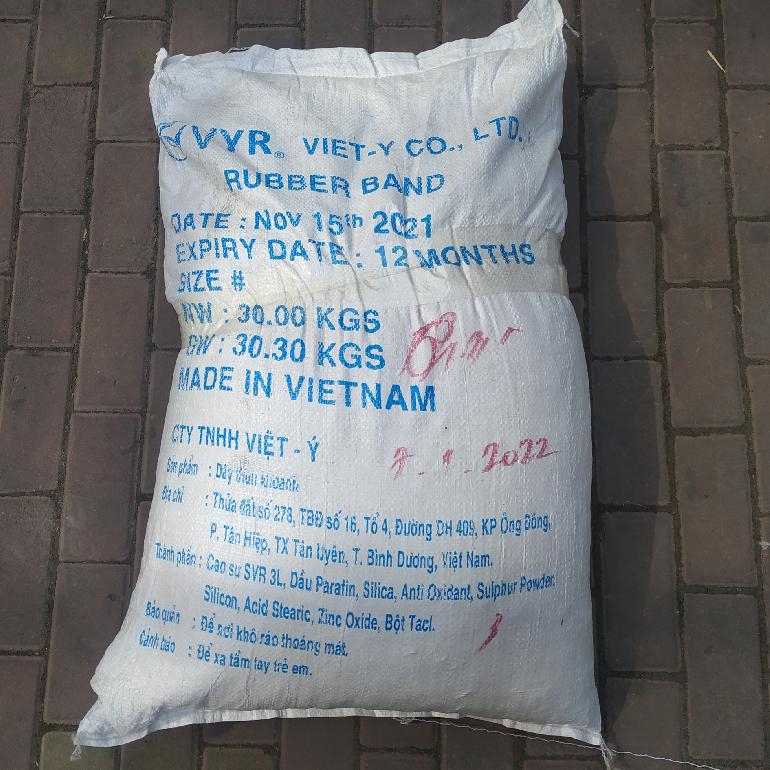 VYR® VIET-Y CO., LTD.
RUBBER BAND
DATE : NOV 15th 2021
EXPIRY DATE : 12 MONTHS
SIZE #
NW : 30.00 KGS
GW : 30.30 KGS
MADE IN VIETNAM
CTY TNHH VIỆT - Ý
7 - 1 - 2022
Sản phẩm : Dây thun khoanh
Địa chỉ : Thửa đất số 278, TBĐ số 16, Tổ 4, Đường ĐH 409, KP Ông Đông,
P. Tân Hiệp, TX Tân Uyên, T. Bình Dương, Việt Nam.
Thành phần : Cao su SVR 3L, Dầu Parafin, Silica, Anti Oxidant, Sulphur Powder,
Silicon, Acid Stearic, Zinc Oxide, Bột Tacl.
Bảo quản : Để nơi khô ráo thoáng mát.
Cảnh báo : Để xa tầm tay trẻ em.